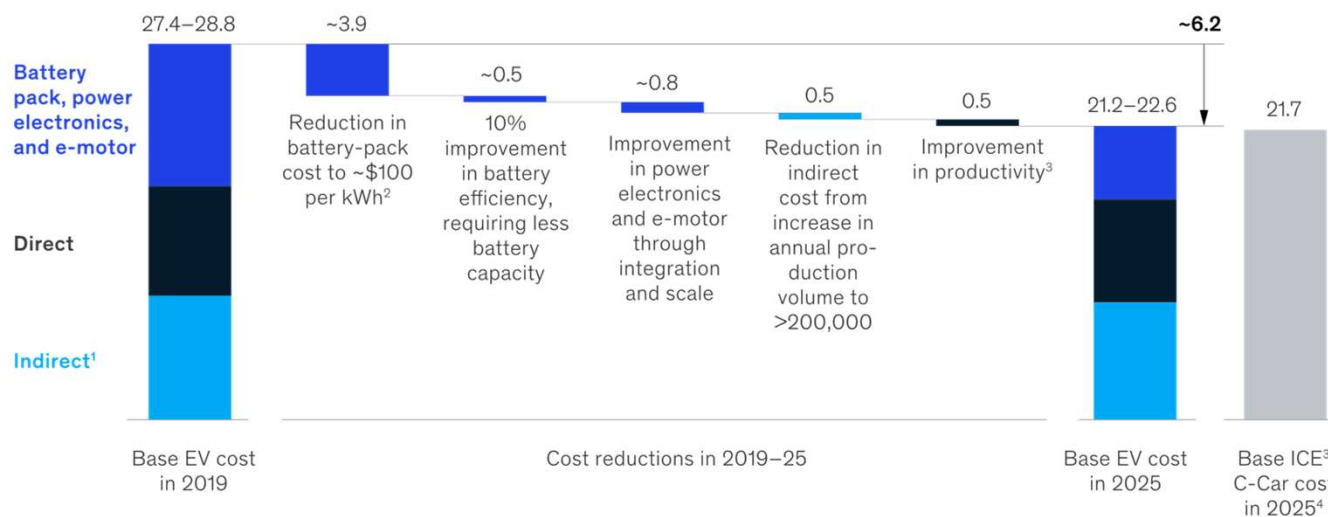 27.4–28.8
~3.9
~0.5
~0.8
0.5
0.5
~6.2
21.2–22.6
21.7
Battery
pack, power
electronics,
and e-motor
Direct
Indirect¹
Reduction in
battery-pack
cost to ~$100
per kWh²
10%
improvement
in battery
efficiency,
requiring less
battery
capacity
Improvement
in power
electronics
and e-motor
through
integration
and scale
Reduction in
indirect
cost from
increase in
annual pro-
duction
volume to
>200,000
Improvement
in productivity³
Base EV cost
in 2019
Cost reductions in 2019–25
Base EV cost
in 2025
Base ICE³
C-Car cost
in 2025⁴